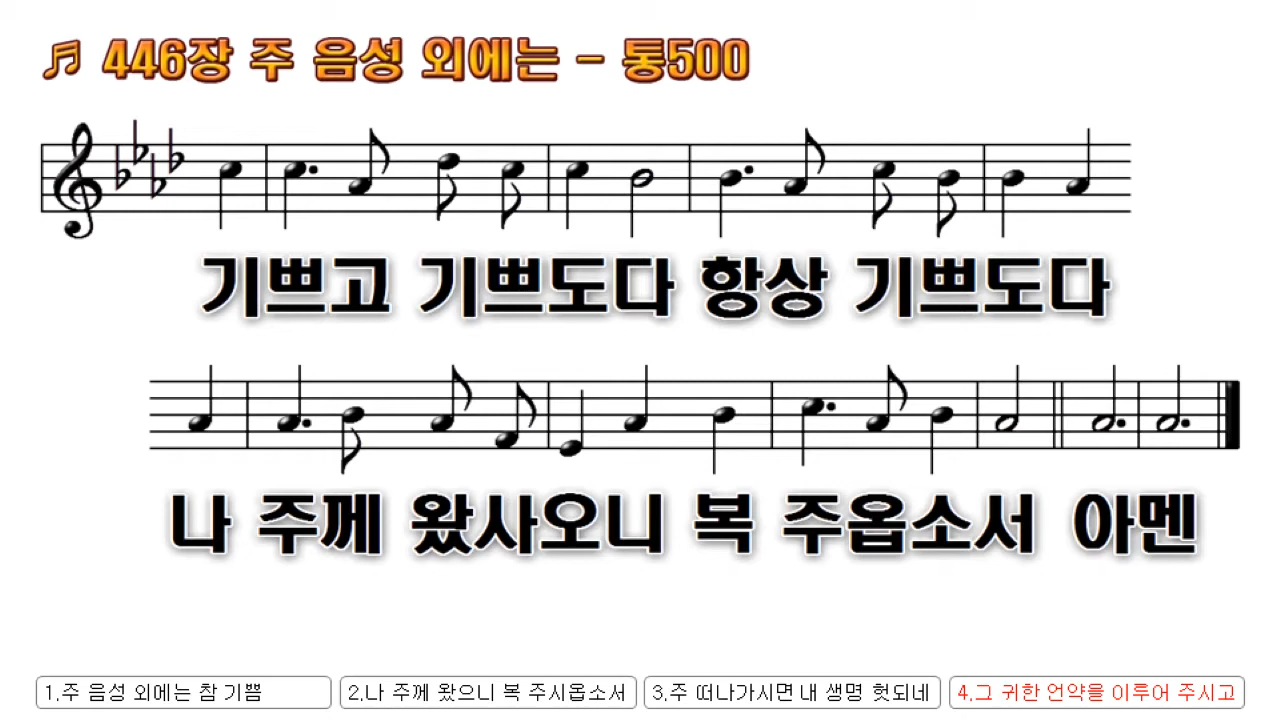 ♬ 446장 주 음성 외에는 - 통500
기쁘고 기쁘도다 항상 기쁘도다
나 주께 왔사오니 복 주옵소서 아멘
1.주 음성 외에는 참 기쁨 2.나 주께 왔으니 복 주시옵소서 3.주 떠나가시면 내 생명 헛되네 4.그 귀한 언약을 이루어 주시고